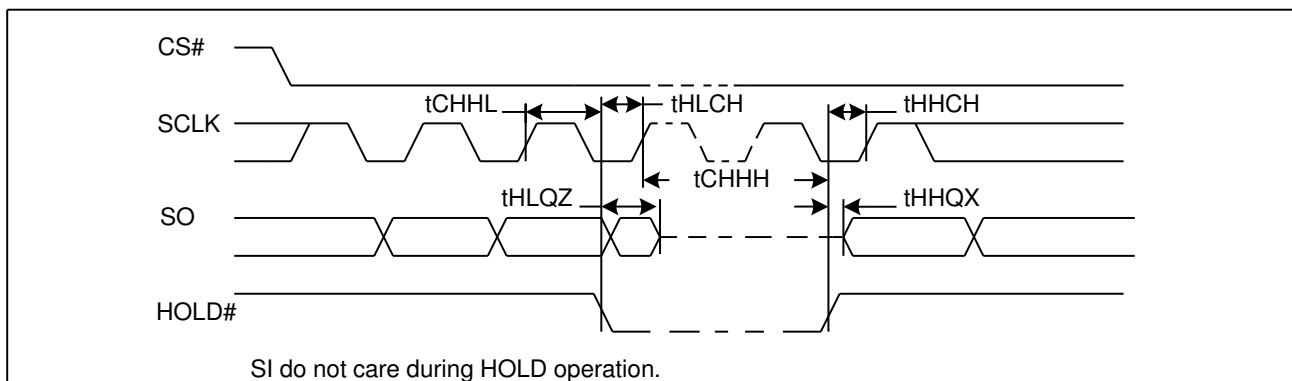 CS#
tCHHL
tHLCH
tHHCH
SCLK
tCHHH
tHLQZ
tHHQX
SO
HOLD#
SI do not care during HOLD operation.